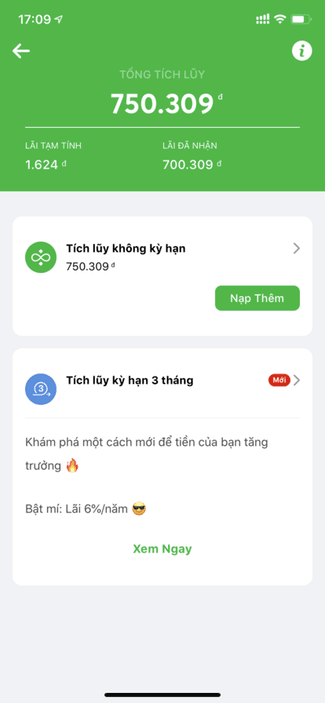 17:09
TỔNG TÍCH LŨY
750.309 đ
LÃI TẠM TÍNH
LÃI ĐÃ NHẬN
1.624 đ
700.309 đ
Tích lũy không kỳ hạn
750.309 đ
Nạp Thêm
3
Tích lũy kỳ hạn 3 tháng
Mới
Khám phá một cách mới để tiền của bạn tăng
trưởng 🔥
Bật mí: Lãi 6%/năm 😎
Xem Ngay